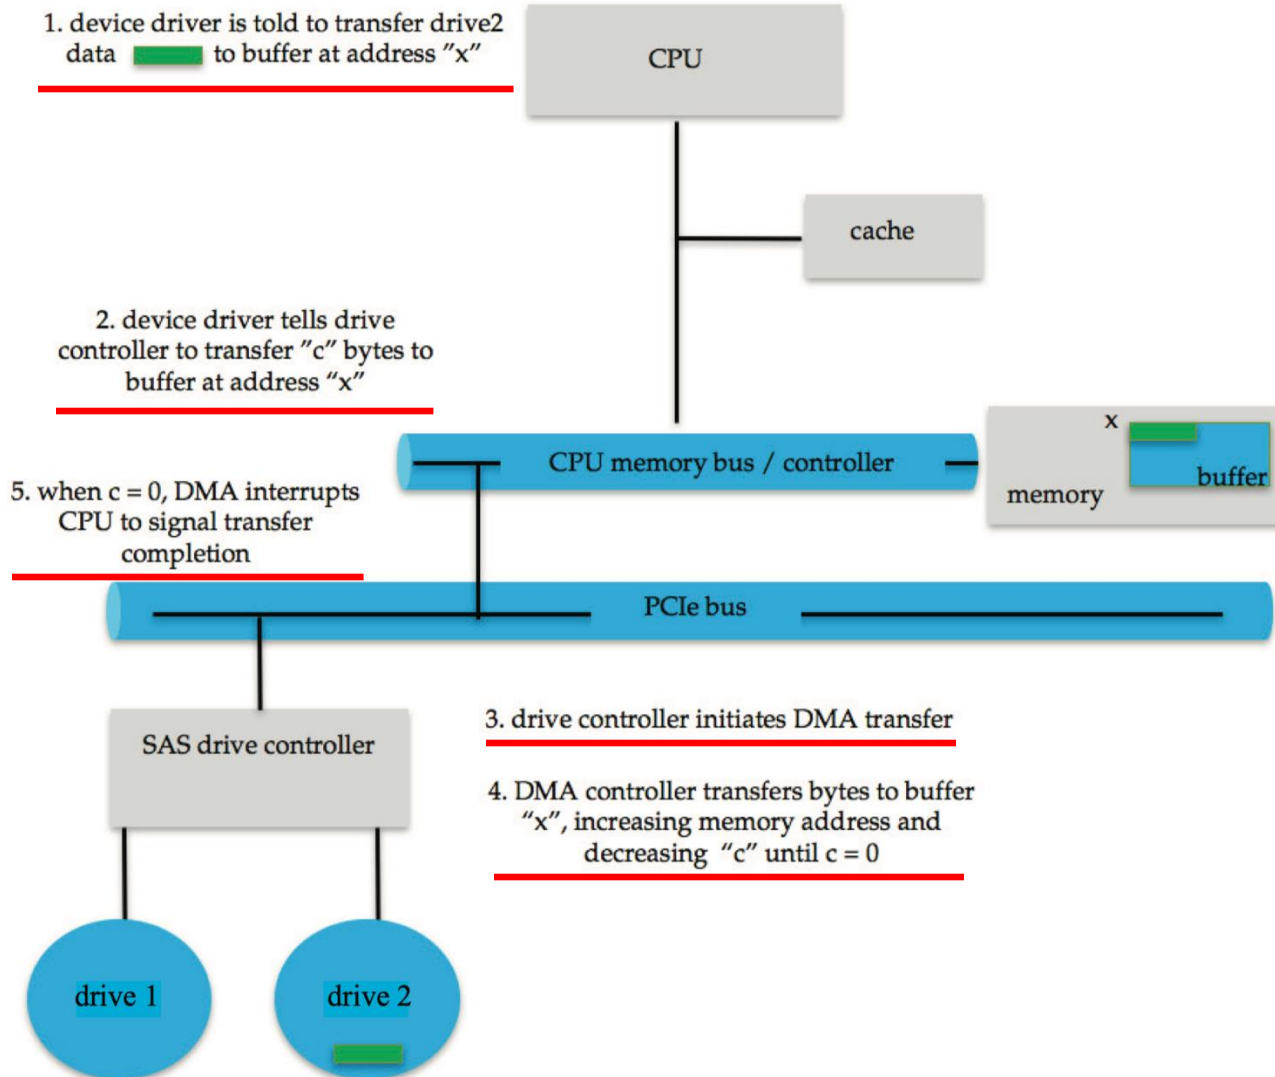 1. device driver is told to transfer drive2
data to buffer at address "x"
CPU
cache
2. device driver tells drive
controller to transfer "c" bytes to
buffer at address "x"
x
CPU memory bus / controller
buffer
memory
5. when c = 0, DMA interrupts
CPU to signal transfer
completion
PCIe bus
3. drive controller initiates DMA transfer
SAS drive controller
4. DMA controller transfers bytes to buffer
"x", increasing memory address and
decreasing "c" until c = 0
drive 1
drive 2